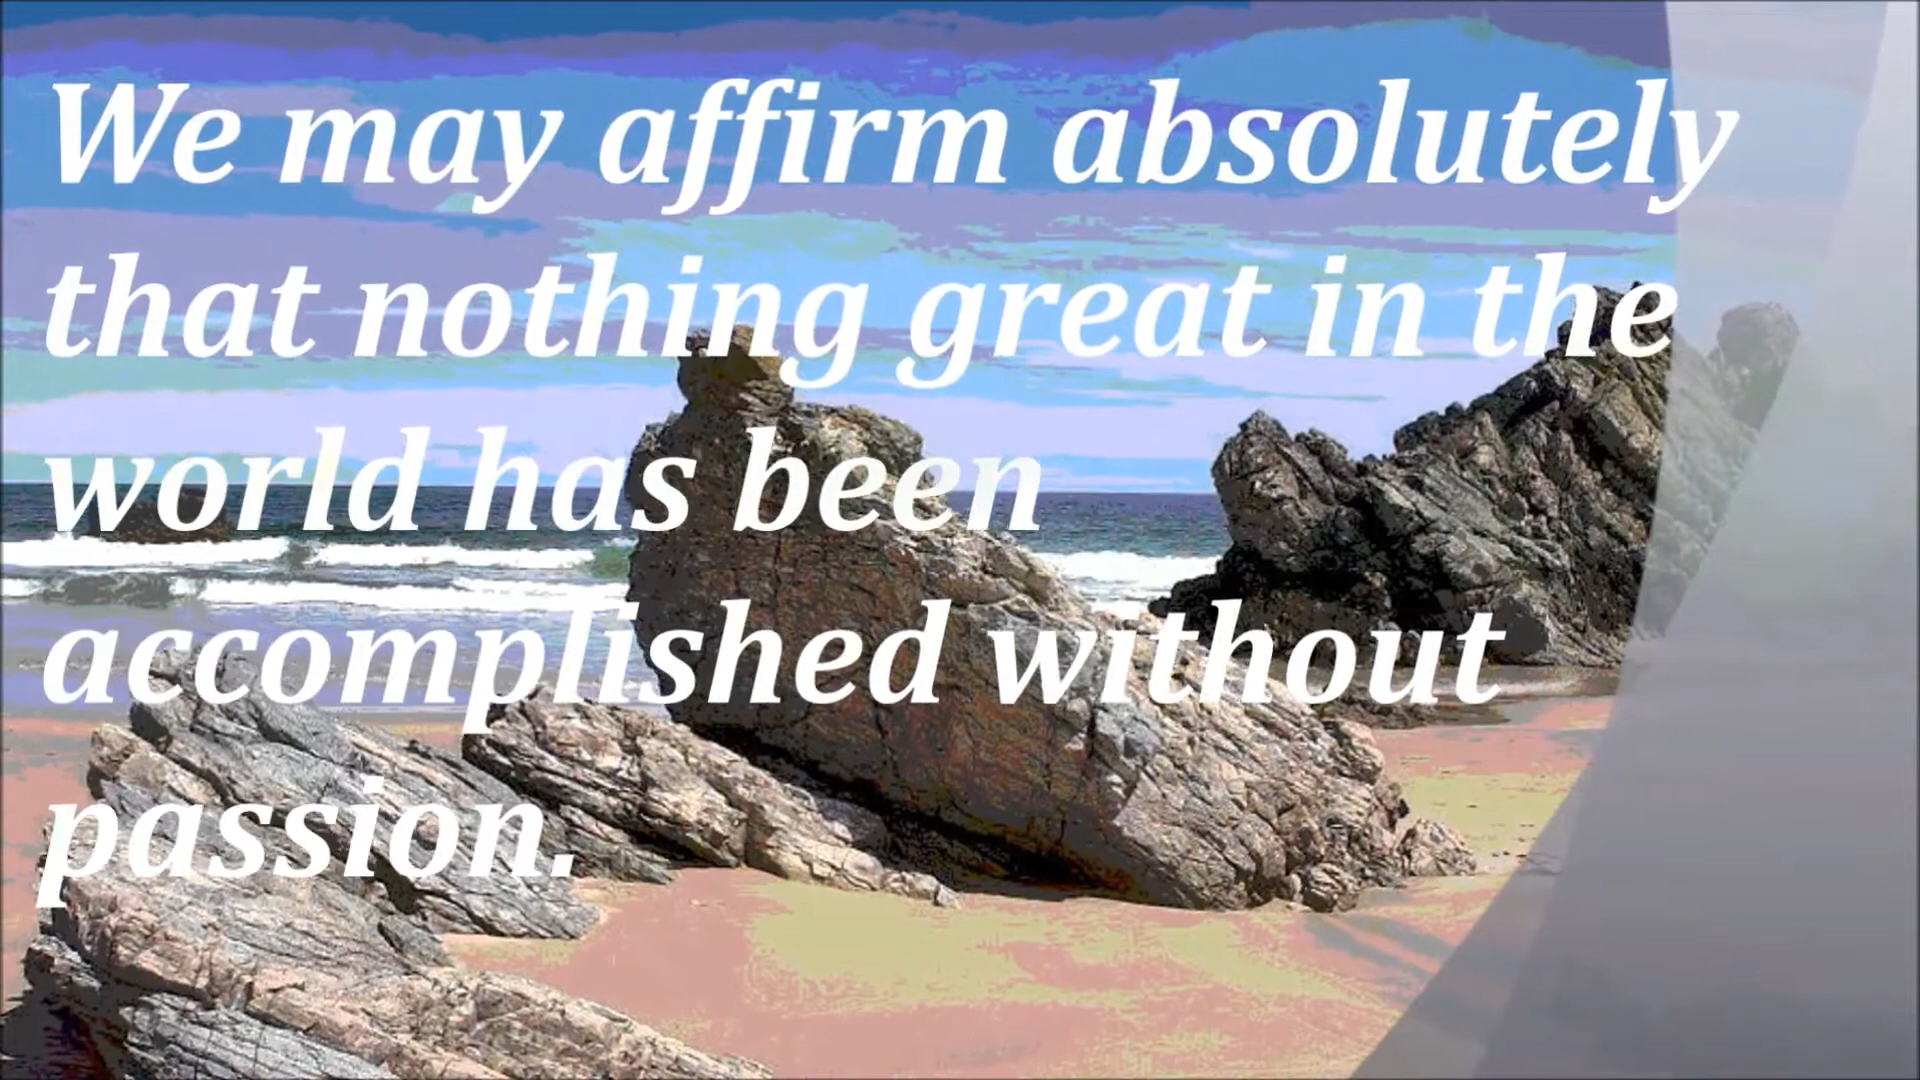 We may affirm absolutely
that nothing great in the
world has been
accomplished without
passion.